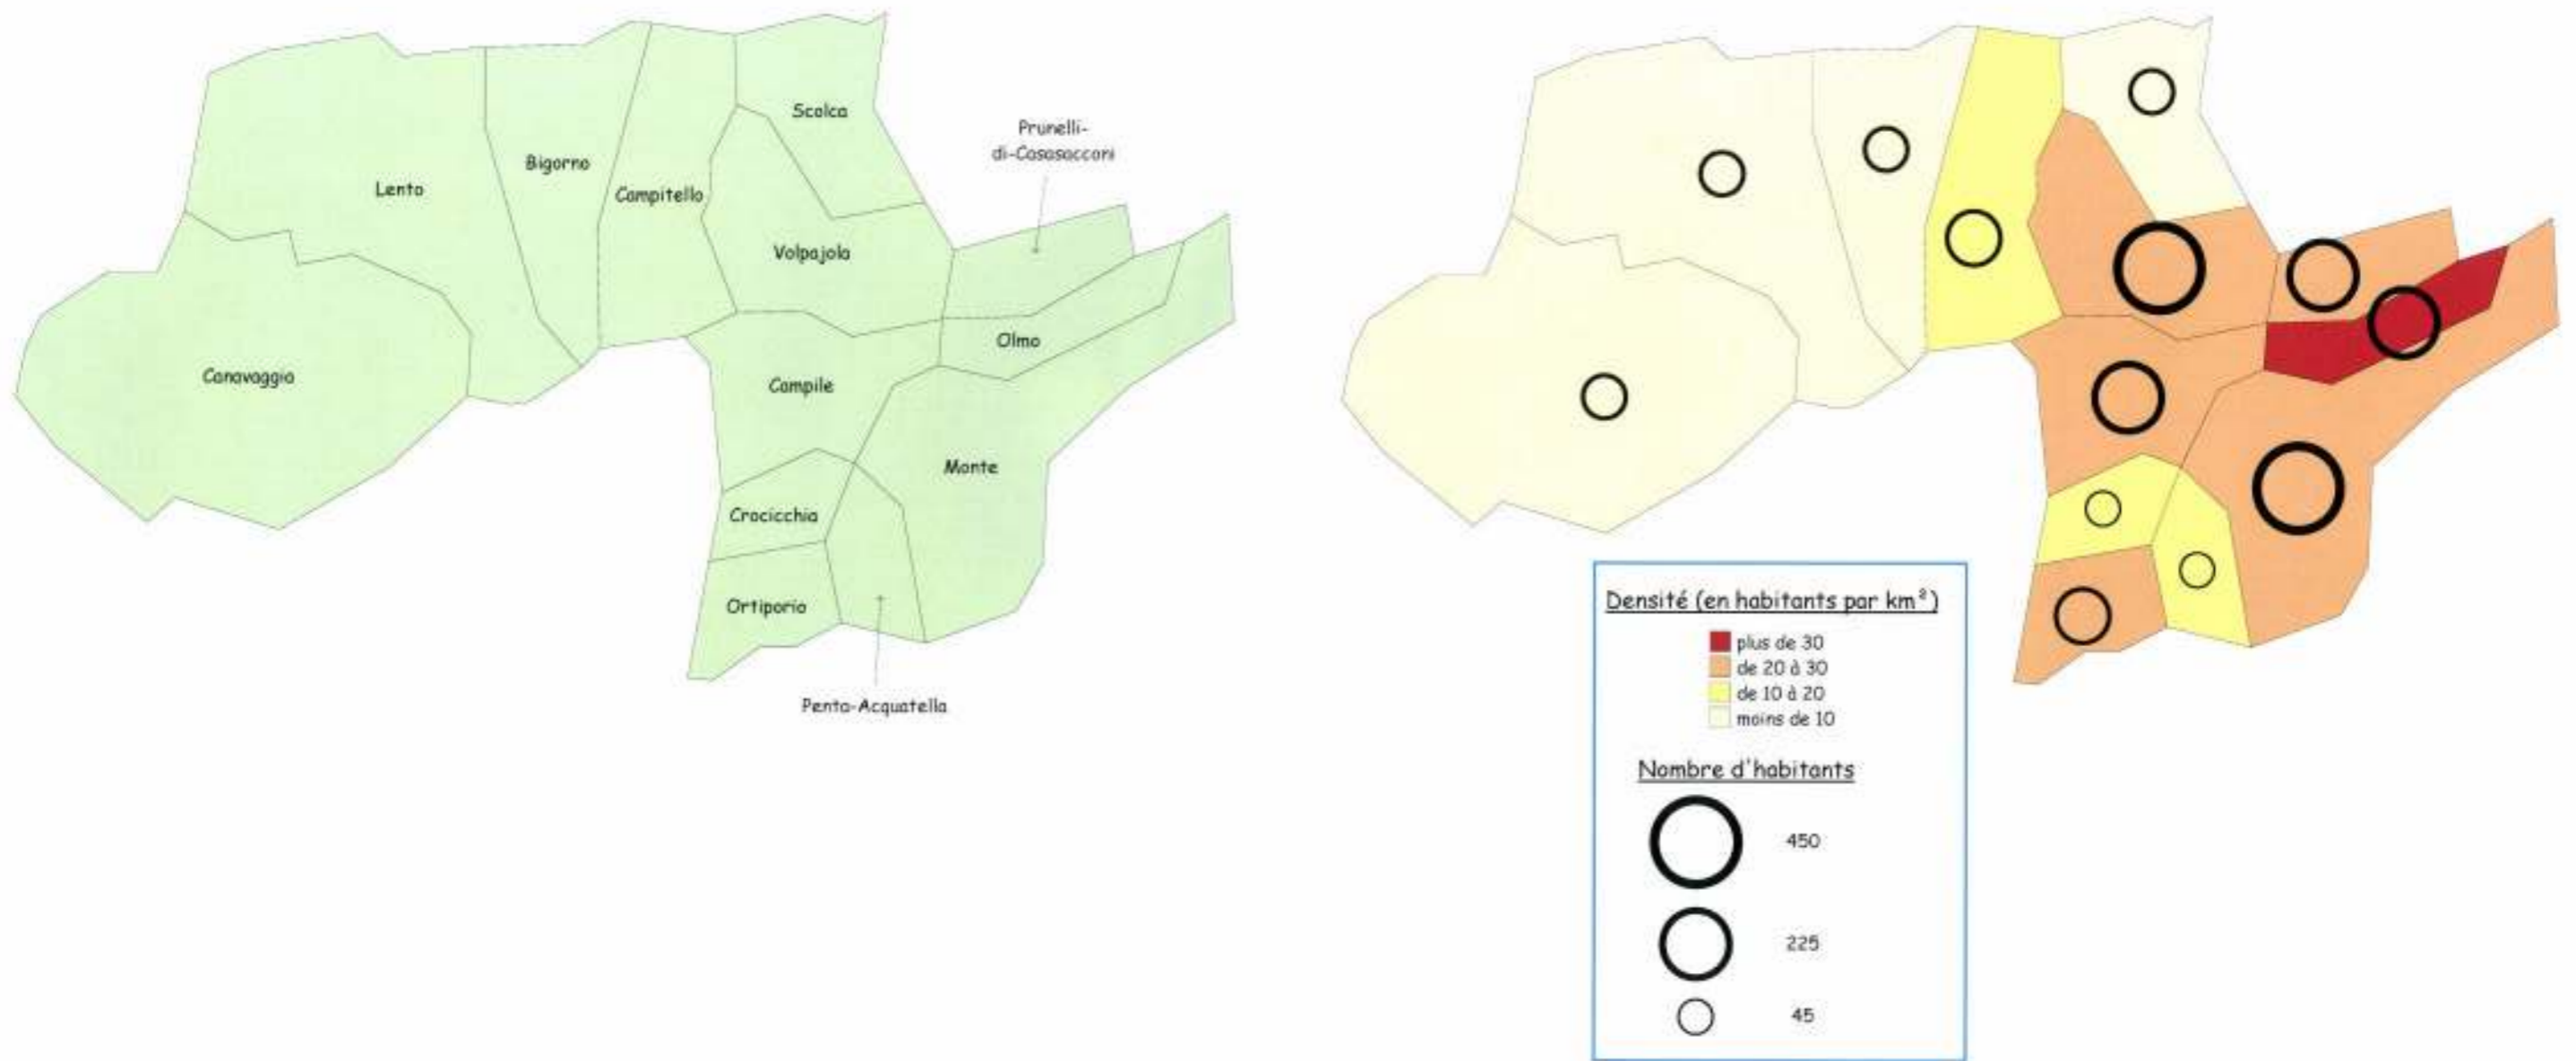 Scolca
Prunelli-
di-Casasacconi
Bigorno
Lento
Campitello
Volpajola
Olmo
Canavaggia
Campile
Monte
Crocicchia
Ortiporio
Penta-Acquatella
Densité (en habitants par km²)
plus de 30
de 20 à 30
de 10 à 20
moins de 10
Nombre d'habitants
450
225
45